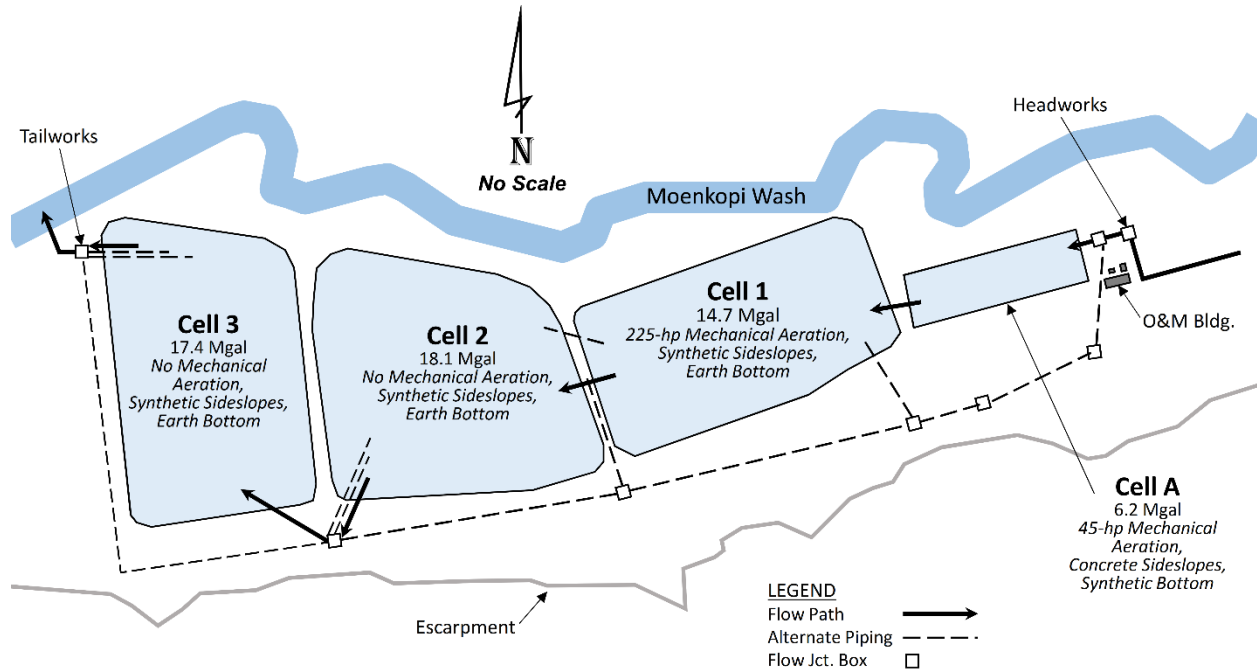 N
No Scale
Headworks
Tailworks
Moenkopi Wash
Cell 1
14.7 Mgal
225-hp Mechanical Aeration,
Synthetic Sideslopes,
Earth Bottom
O&M Bldg.
Cell 3
17.4 Mgal
No Mechanical
Aeration,
Synthetic Sideslopes,
Earth Bottom
Cell 2
18.1 Mgal
No Mechanical Aeration,
Synthetic Sideslopes,
Earth Bottom
Cell A
6.2 Mgal
45-hp Mechanical
Aeration,
Concrete Sideslopes,
Synthetic Bottom
Escarpment
LEGEND
Flow Path
Alternate Piping
Flow Jct. Box